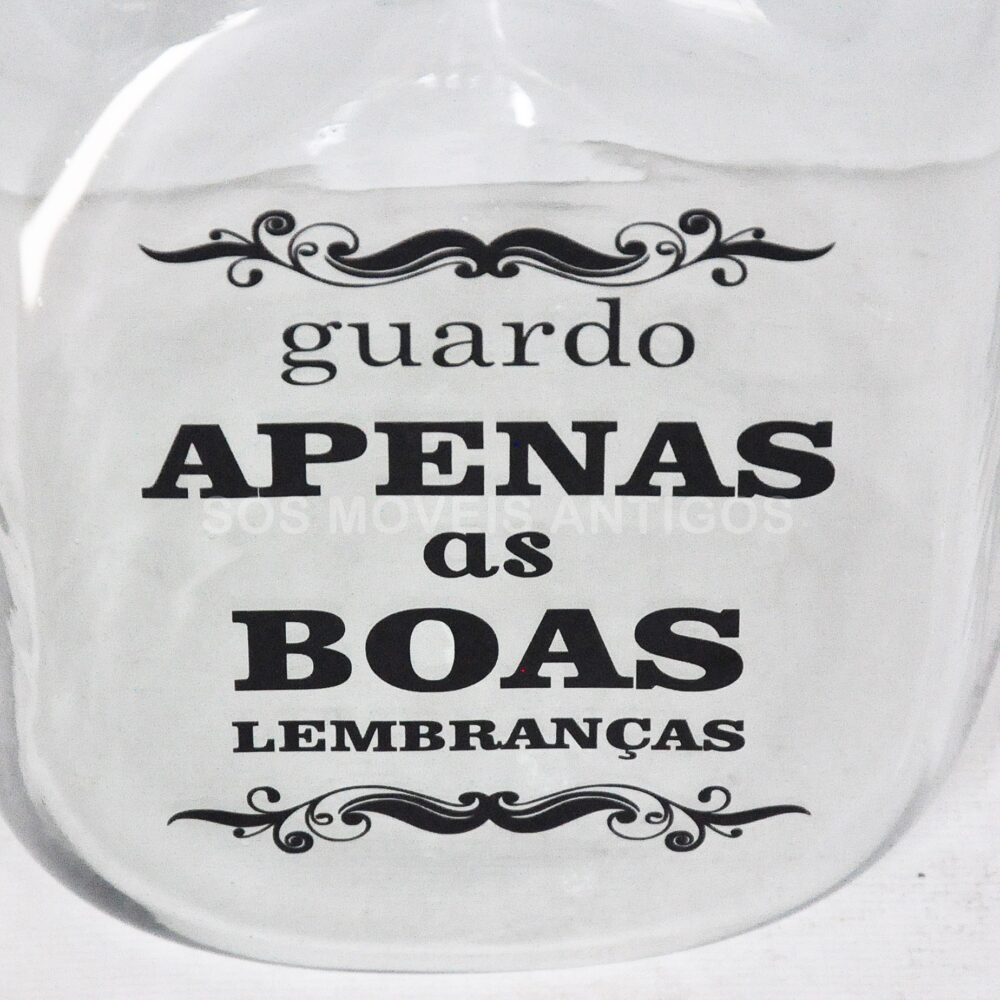 guardo
APENAS
SOS MOVEIS ANTIGOS
as
BOAS
LEMBRANÇAS